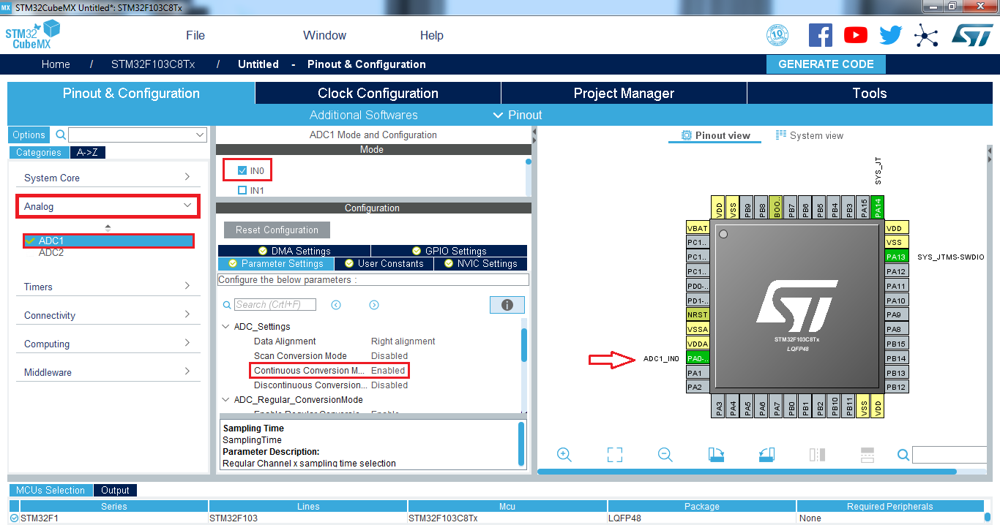 MX STM32CubeMX Untitled*: STM32F103C8Tx
STM32 CubeMX
File Window Help
10
Home / STM32F103C8Tx / Untitled - Pinout & Configuration
GENERATE CODE
Pinout & Configuration Clock Configuration Project Manager Tools
Additional Softwares Pinout
Options
Categories A->Z
System Core
Analog
ADC1
ADC2
Timers
Connectivity
Computing
Middleware
ADC1 Mode and Configuration
Mode
IN0
IN1
Configuration
Reset Configuration
DMA Settings GPIO Settings
Parameter Settings User Constants NVIC Settings
Configure the below parameters :
Search (Crtl+F)
ADC_Settings
Data Alignment Right alignment
Scan Conversion Mode Disabled
Continuous Conversion M... Enabled
Discontinuous Conversion... Disabled
ADC_Regular_ConversionMode
Sampling Time
SamplingTime
Parameter Description:
Regular Channel x sampling time selection
Pinout view System view
SYS_JT
VDD VSS PB9 PB8 BOO.. PB7 PB6 PB5 PB4 PB3 PA15 PA14
VBAT
PC1..
PC1..
PC1..
PD0-..
PD1-..
NRST
VSSA
VDDA
ADC1_IN0 PA0-..
PA1
PA2
ST
STM32F103C8Tx
LQFP48
VDD
VSS
PA13 SYS_JTMS-SWDIO
PA12
PA11
PA10
PA9
PA8
PB15
PB14
PB13
PB12
PA3 PA4 PA5 PA6 PA7 PB0 PB1 PB2 PB10 PB11 VSS VDD
MCUs Selection Output
Series Lines Mcu Package Required Peripherals
STM32F1 STM32F103 STM32F103C8Tx LQFP48 None